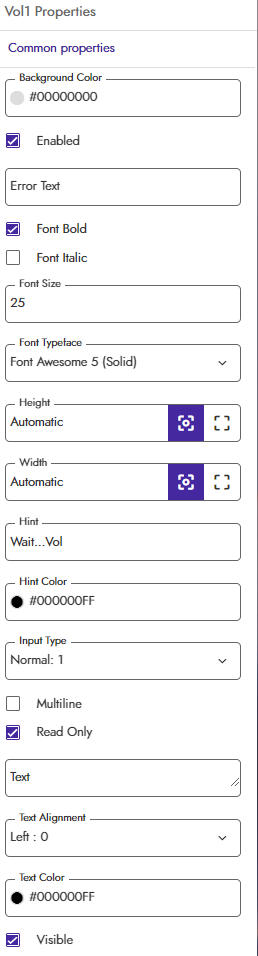 Vol1 Properties
Common properties
Background Color
#00000000
Enabled
Error Text
Font Bold
Font Italic
Font Size
25
Font Typeface
Font Awesome 5 (Solid)
Height
Automatic
Width
Automatic
Hint
Wait...Vol
Hint Color
#000000FF
Input Type
Normal: 1
Multiline
Read Only
Text
Text Alignment
Left : 0
Text Color
#000000FF
Visible